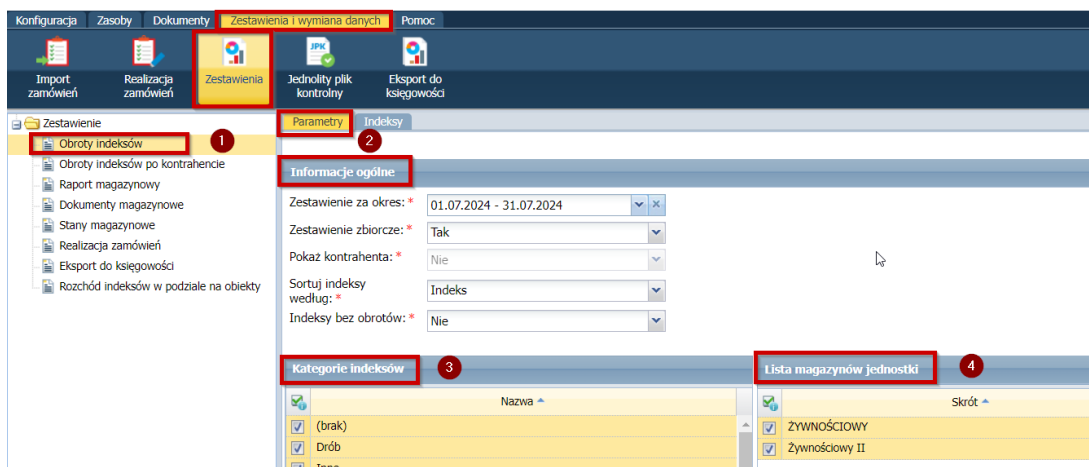 Konfiguracja Zasoby Dokumenty Zestawienia i wymiana danych Pomoc
Import zamówień
Realizacja zamówień
Zestawienia
JPK
Jednolity plik kontrolny
Eksport do księgowości
Zestawienie
Obroty indeksów
1
Obroty indeksów po kontrahencie
Raport magazynowy
Dokumenty magazynowe
Stany magazynowe
Realizacja zamówień
Eksport do księgowości
Rozchód indeksów w podziale na obiekty
Parametry Indeksy
2
Informacje ogólne
Zestawienie za okres: * 01.07.2024 - 31.07.2024
Zestawienie zbiorcze: * Tak
Pokaż kontrahenta: * Nie
Sortuj indeksy według: * Indeks
Indeksy bez obrotów: * Nie
Kategorie indeksów 3
Nazwa
(brak)
Drób
Inne
Lista magazynów jednostki 4
Skrót
ŻYWNOŚCIOWY
Żywnościowy II